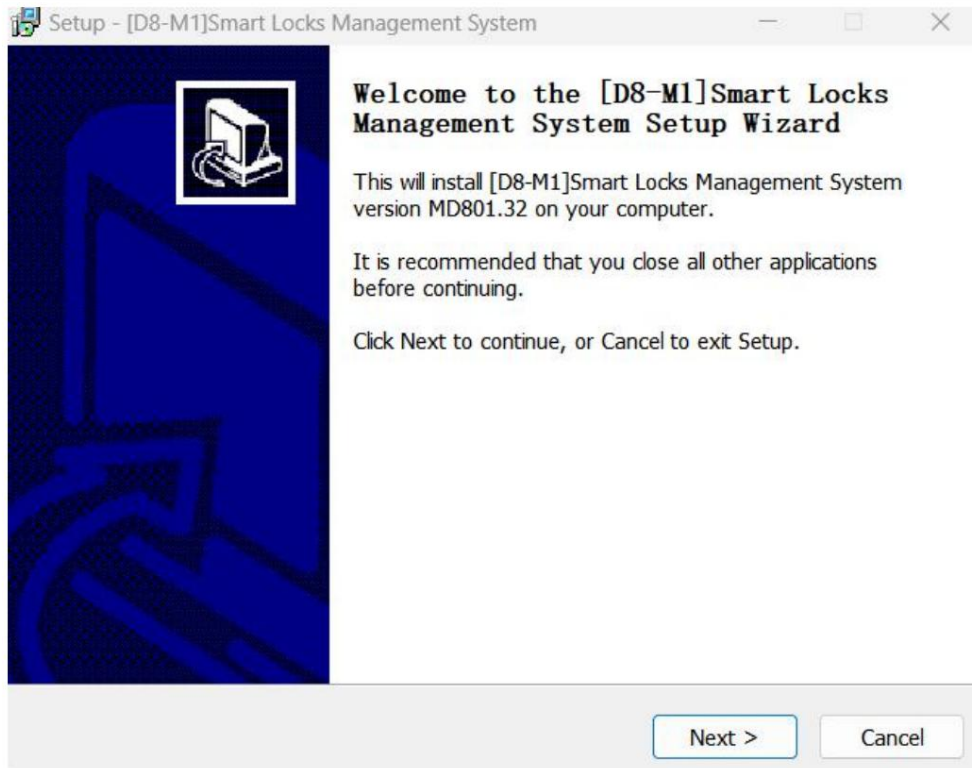 Setup - [D8-M1]Smart Locks Management System
Welcome to the [D8-M1]Smart Locks
Management System Setup Wizard
This will install [D8-M1]Smart Locks Management System
version MD801.32 on your computer.
It is recommended that you close all other applications
before continuing.
Click Next to continue, or Cancel to exit Setup.
Next >
Cancel